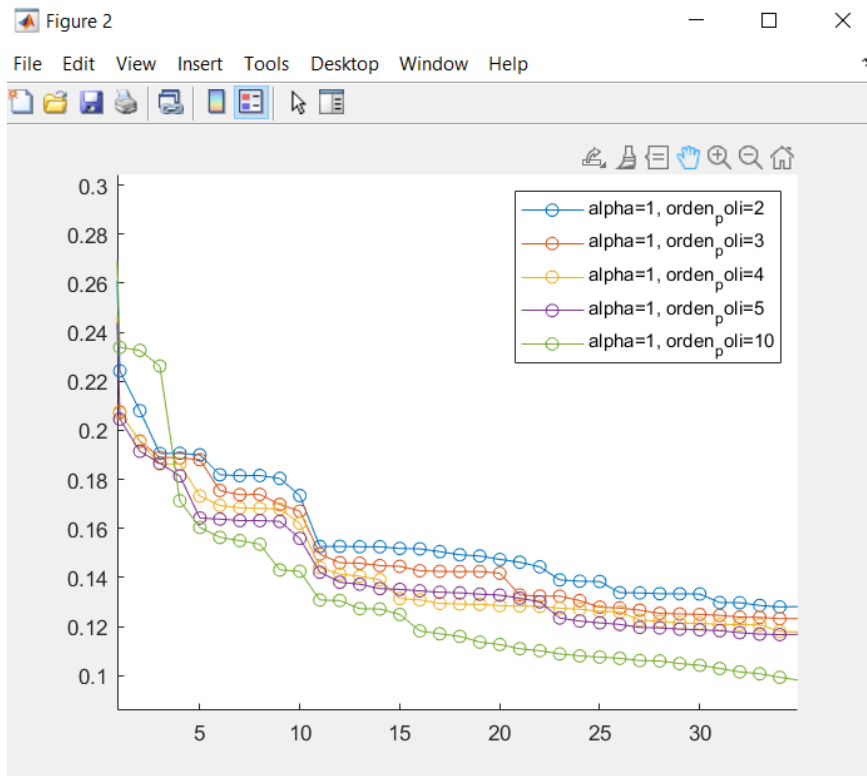 Figure 2
File Edit View Insert Tools Desktop Window Help
0.3
0.28
0.26
0.24
0.22
0.2
0.18
0.16
0.14
0.12
0.1
alpha=1, orden_poli=2
alpha=1, orden_poli=3
alpha=1, orden_poli=4
alpha=1, orden_poli=5
alpha=1, orden_poli=10
5 10 15 20 25 30